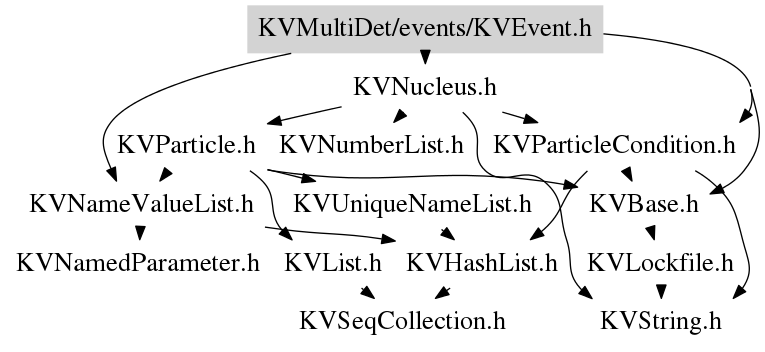 KVMultiDet/events/KVEvent.h
KVNucleus.h
KVParticle.h
KVNumberList.h
KVParticleCondition.h
KVNameValueList.h
KVUniqueNameList.h
KVBase.h
KVNamedParameter.h
KVList.h
KVHashList.h
KVLockfile.h
KVSeqCollection.h
KVString.h